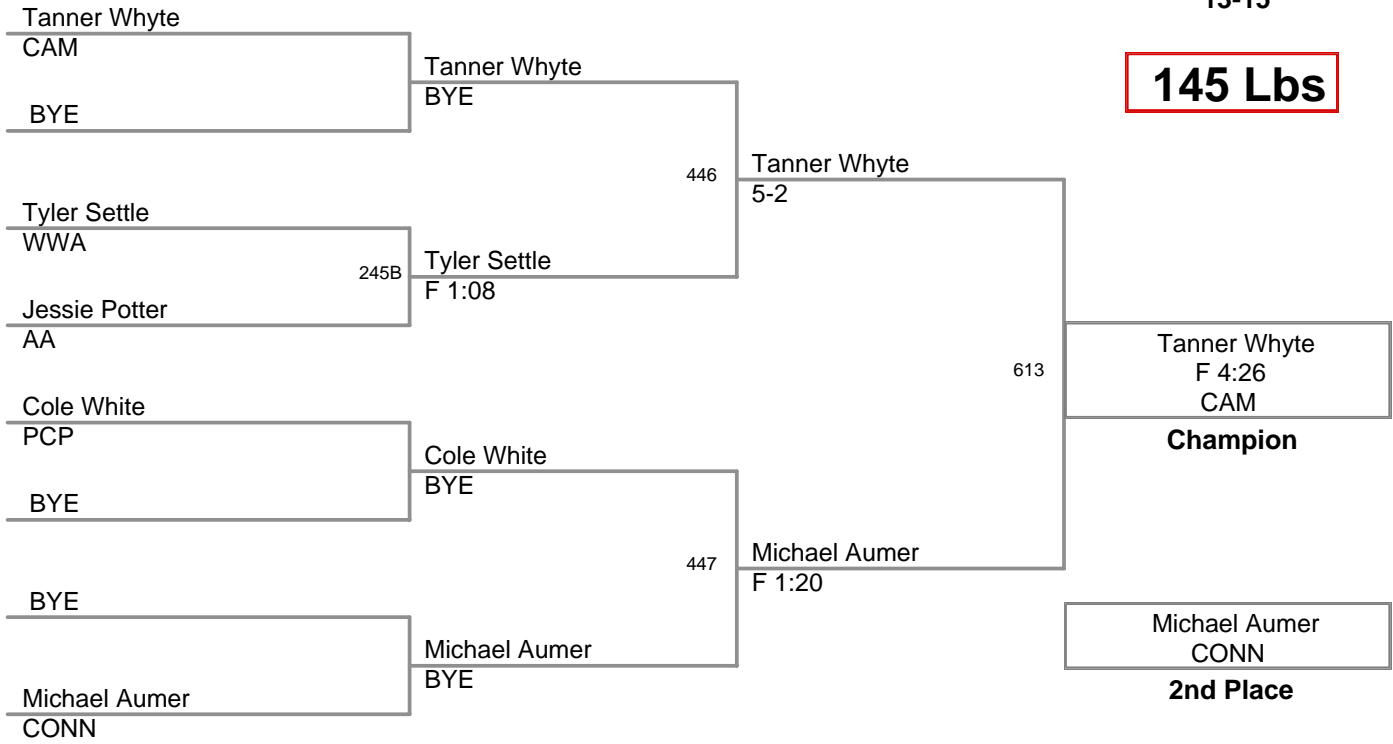 13-15
145 Lbs
Tanner Whyte
CAM
BYE
Tyler Settle
WWA
Jessie Potter
AA
Cole White
PCP
BYE
BYE
Michael Aumer
CONN
Tanner Whyte
BYE
245B
Tyler Settle
F 1:08
Cole White
BYE
Michael Aumer
BYE
446
Tanner Whyte
5-2
447
Michael Aumer
F 1:20
613
Tanner Whyte
F 4:26
CAM
Champion
Michael Aumer
CONN
2nd Place